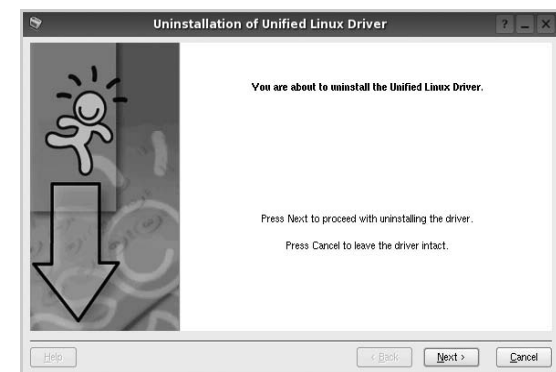 Uninstallation of Unified Linux Driver
You are about to uninstall the Unified Linux Driver.
Press Next to proceed with uninstalling the driver.
Press Cancel to leave the driver intact.
Help
< Back
Next >
Cancel